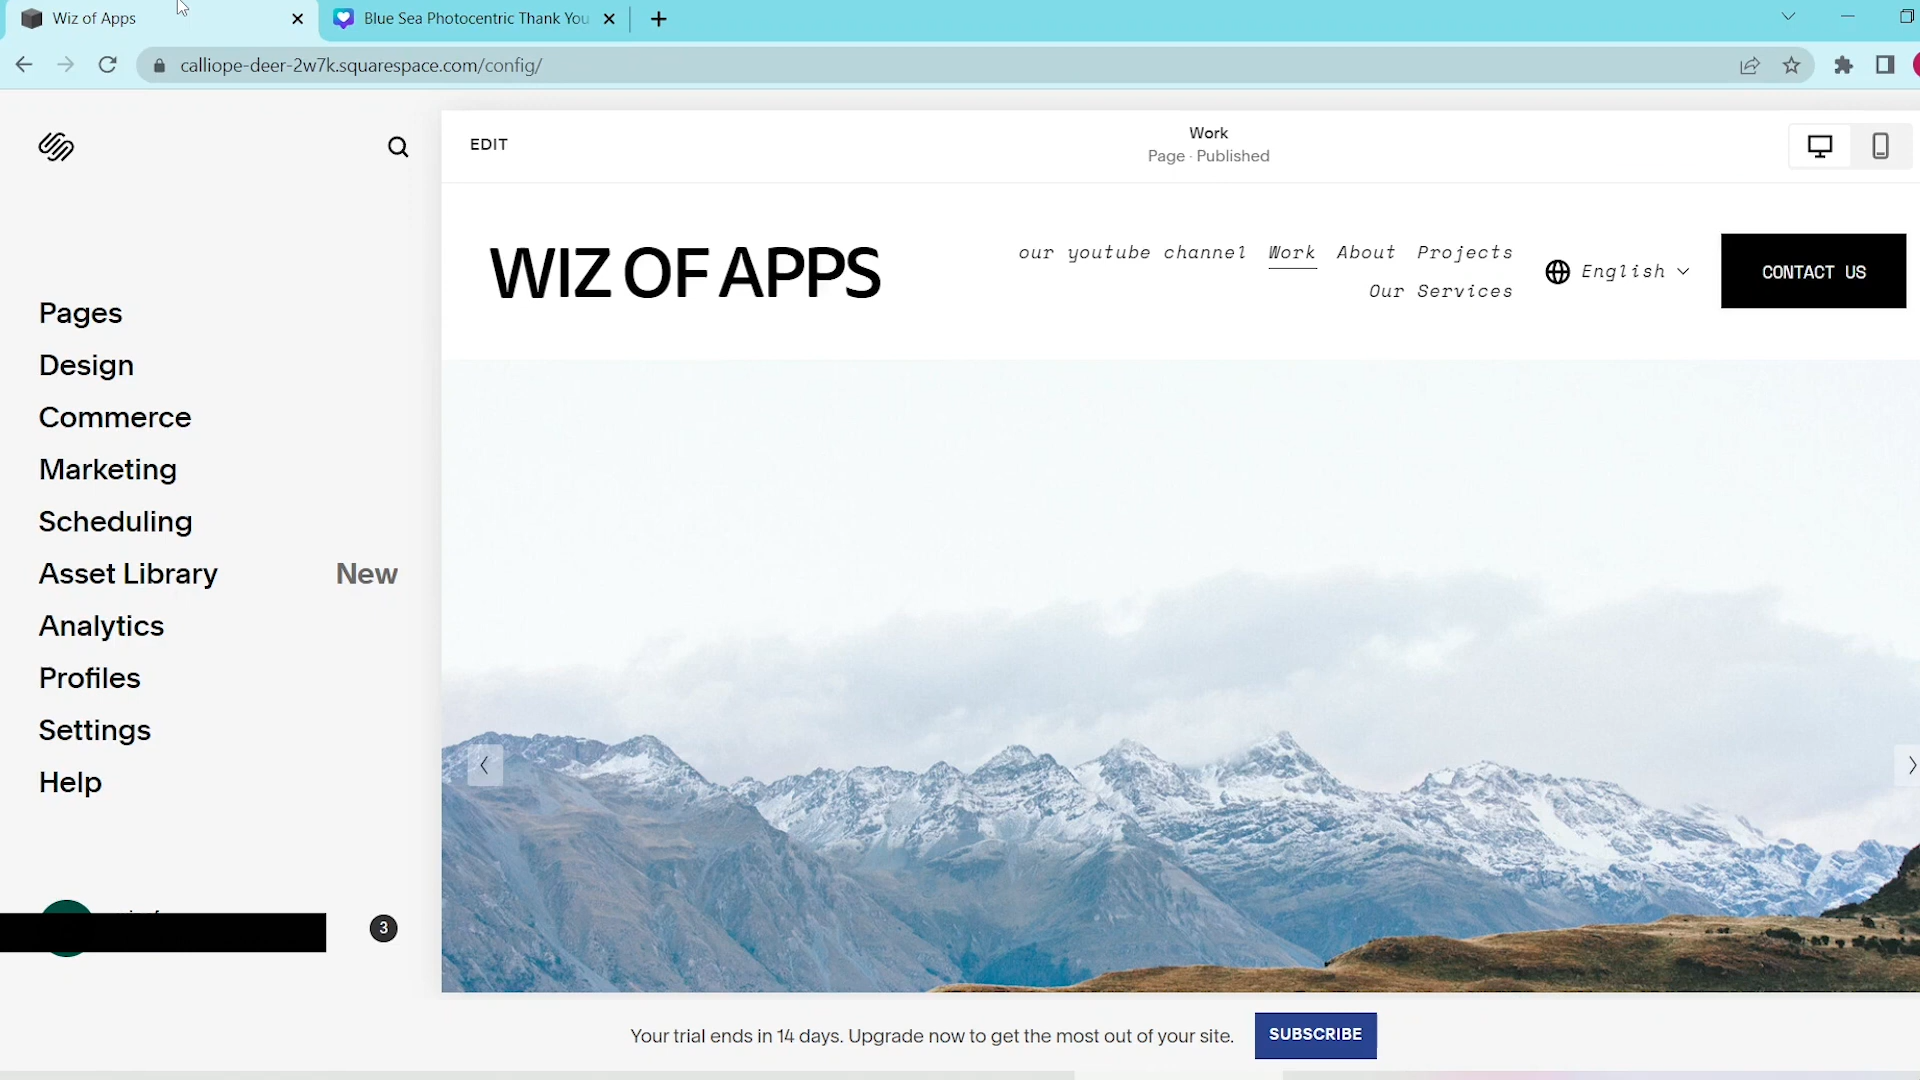 Wiz of Apps
Blue Sea Photocentric Thank You
calliope-deer-2w7k.squarespace.com/config/
EDIT
Work
Page · Published
WIZ OF APPS
our youtube channel Work About Projects
Our Services
English
CONTACT US
Pages
Design
Commerce
Marketing
Scheduling
Asset Library New
Analytics
Profiles
Settings
Help
3
Your trial ends in 14 days. Upgrade now to get the most out of your site.
SUBSCRIBE